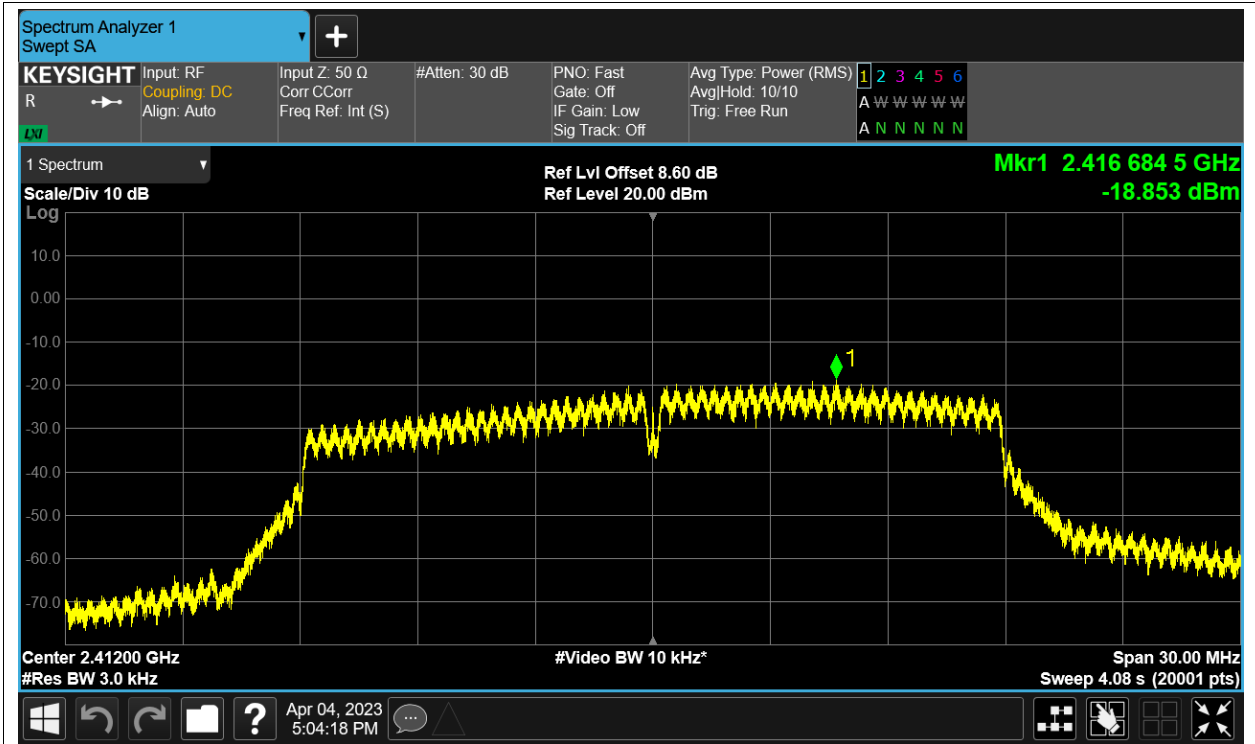 Spectrum Analyzer 1
Swept SA
+
KEYSIGHT
R
LXI
Input: RF
Coupling: DC
Align: Auto
Input Z: 50 Ω
Corr CCorr
Freq Ref: Int (S)
#Atten: 30 dB
PNO: Fast
Gate: Off
IF Gain: Low
Sig Track: Off
Avg Type: Power (RMS)
Avg|Hold: 10/10
Trig: Free Run
1 2 3 4 5 6
A W W W W W
A N N N N N
1 Spectrum
Scale/Div 10 dB
Log
Ref Lvl Offset 8.60 dB
Ref Level 20.00 dBm
Mkr1 2.416 684 5 GHz
-18.853 dBm
10.0
0.00
-10.0
-20.0
-30.0
-40.0
-50.0
-60.0
-70.0
1
Center 2.41200 GHz
#Res BW 3.0 kHz
#Video BW 10 kHz*
Span 30.00 MHz
Sweep 4.08 s (20001 pts)
?
Apr 04, 2023
5:04:18 PM